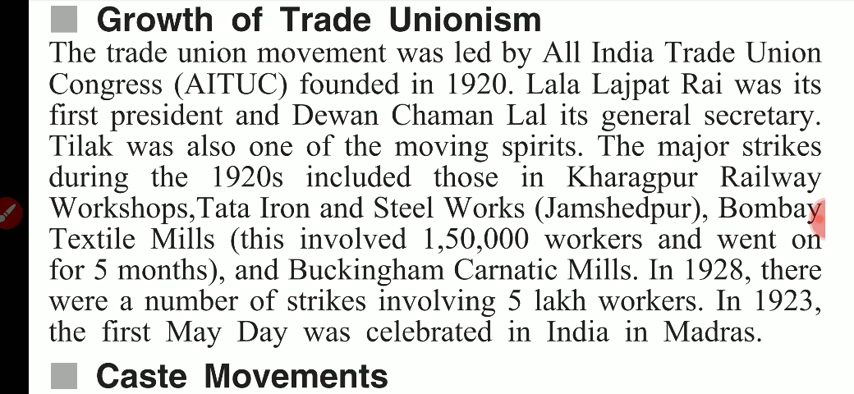 Growth of Trade Unionism
The trade union movement was led by All India Trade Union
Congress (AITUC) founded in 1920. Lala Lajpat Rai was its
first president and Dewan Chaman Lal its general secretary.
Tilak was also one of the moving spirits. The major strikes
during the 1920s included those in Kharagpur Railway
Workshops,Tata Iron and Steel Works (Jamshedpur), Bombay
Textile Mills (this involved 1,50,000 workers and went on
for 5 months), and Buckingham Carnatic Mills. In 1928, there
were a number of strikes involving 5 lakh workers. In 1923,
the first May Day was celebrated in India in Madras.
Caste Movements